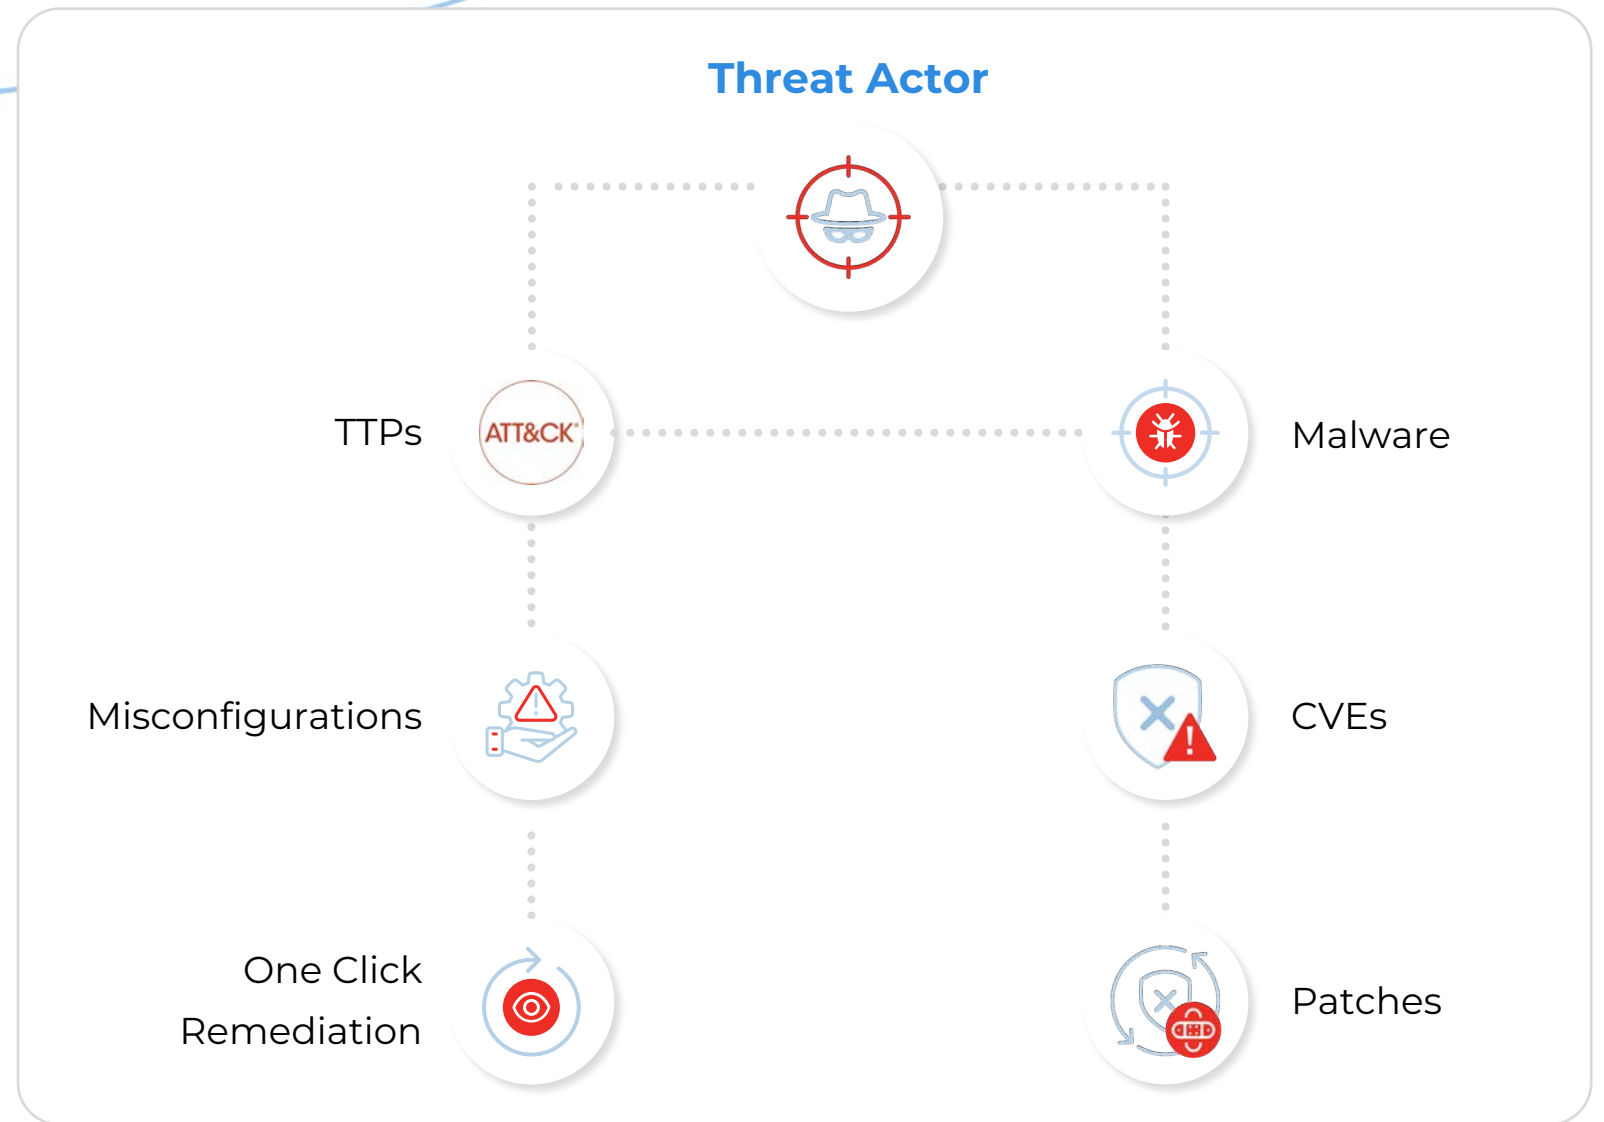 Threat Actor
TTPs
ATT&CK®
Malware
Misconfigurations
CVEs
One Click
Remediation
Patches